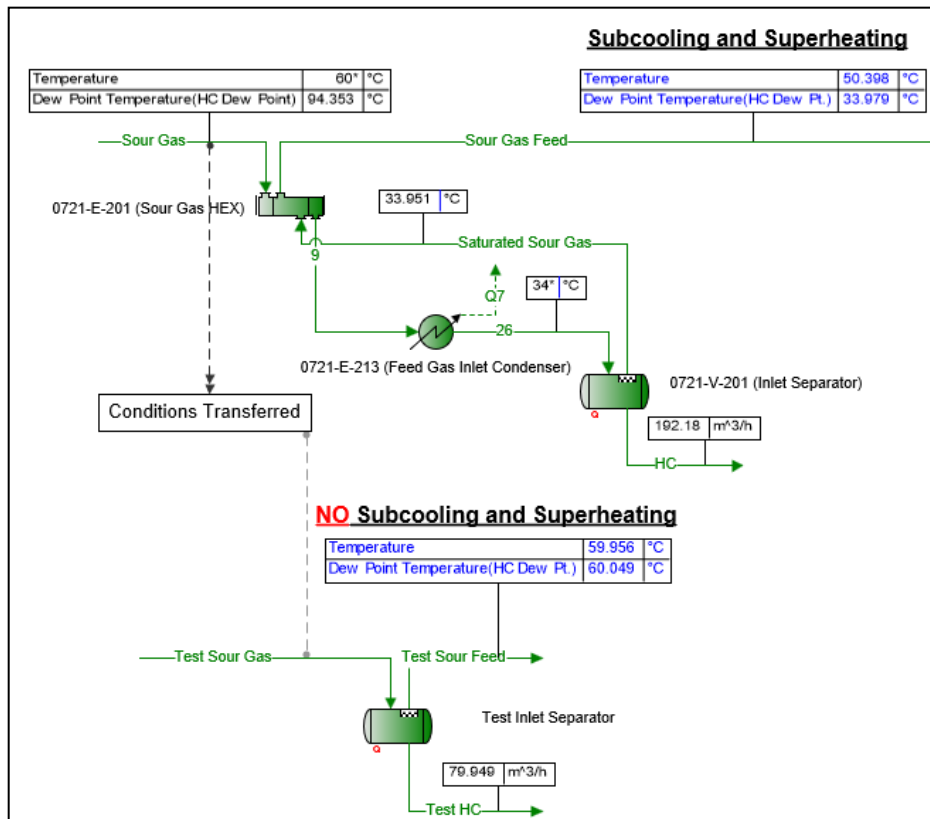 Subcooling and Superheating
Temperature 60* °C
Dew Point Temperature(HC Dew Point) 94.353 °C
Temperature 50.398 °C
Dew Point Temperature(HC Dew Pt.) 33.979 °C
Sour Gas
Sour Gas Feed
0721-E-201 (Sour Gas HEX)
33.951 °C
Saturated Sour Gas
9
Q7
34* °C
26
0721-E-213 (Feed Gas Inlet Condenser)
0721-V-201 (Inlet Separator)
Q
Conditions Transferred
192.18 m^3/h
HC
NO Subcooling and Superheating
Temperature 59.956 °C
Dew Point Temperature(HC Dew Pt.) 60.049 °C
Test Sour Gas
Test Sour Feed
Test Inlet Separator
Q
79.949 m^3/h
Test HC